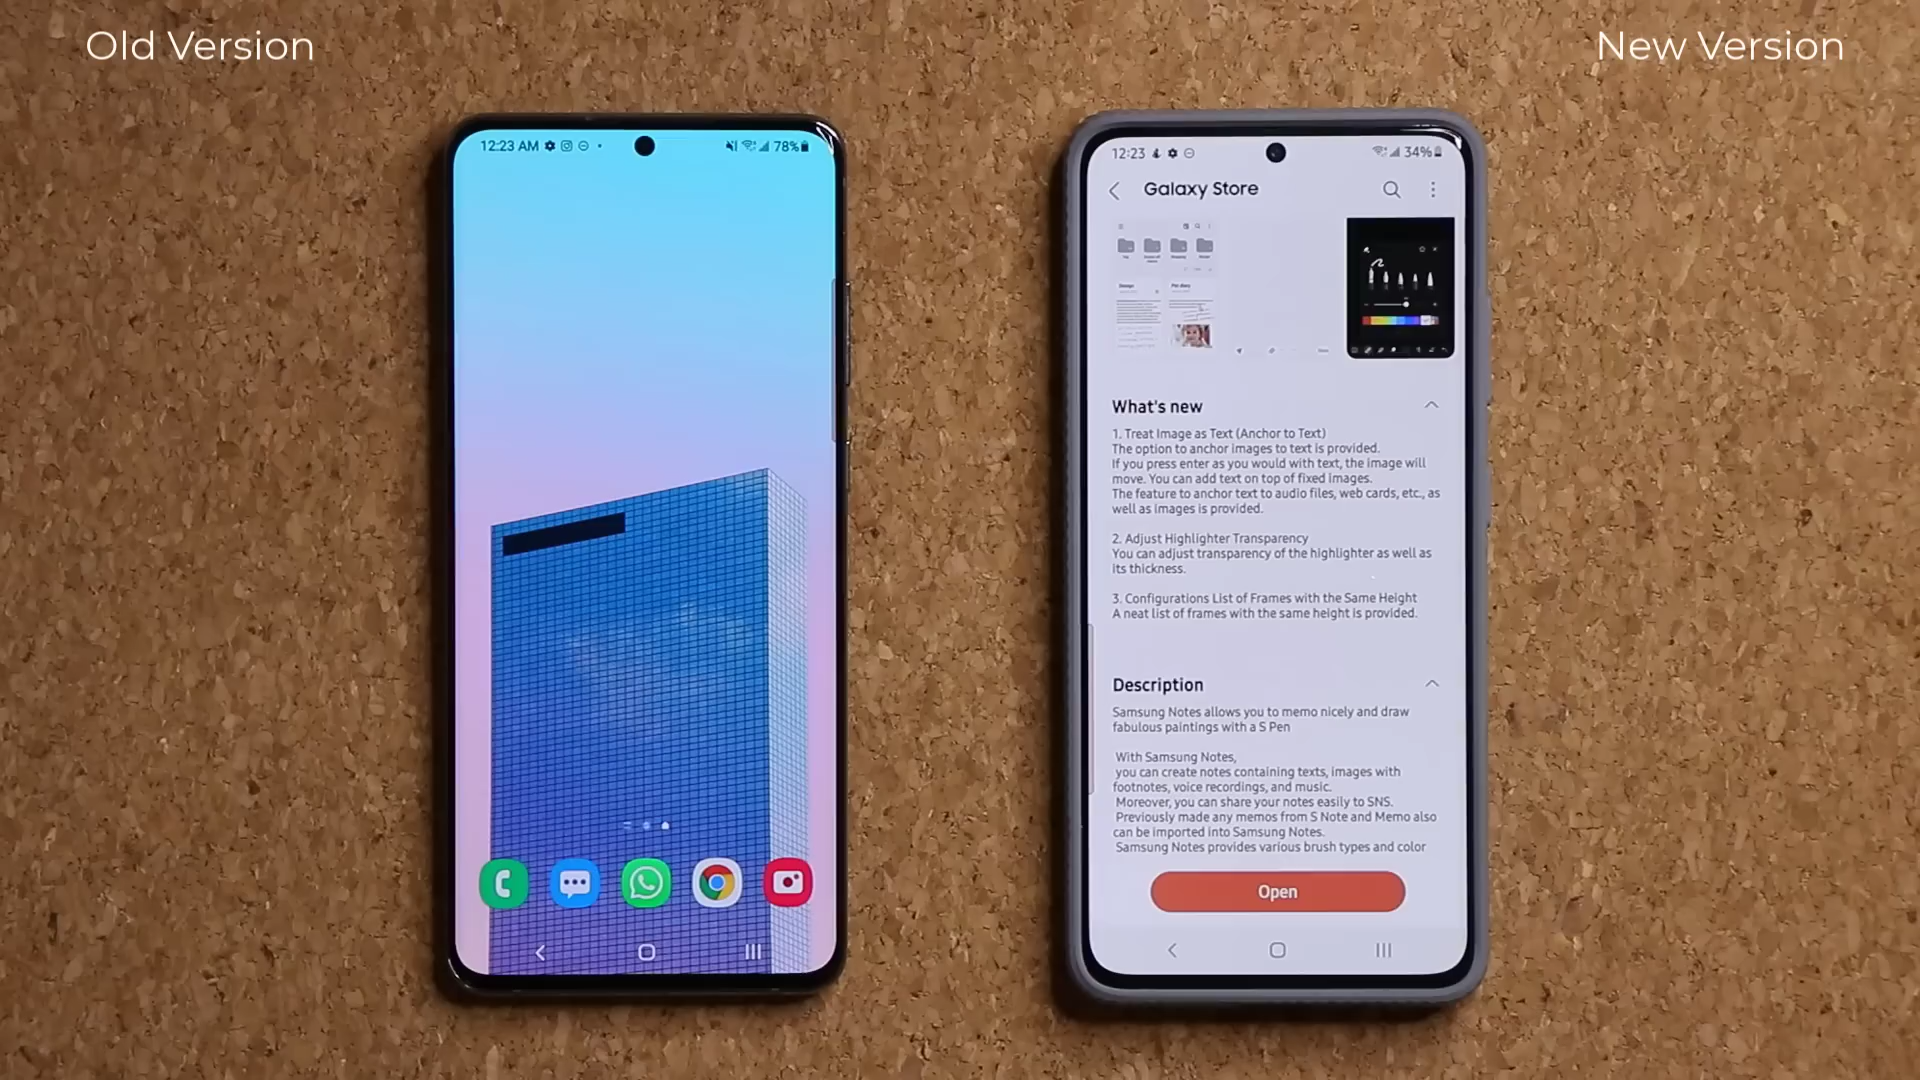 Old Version
New Version
12:23 AM
78%
12:23
34%
Galaxy Store
What's new
1. Treat Image as Text (Anchor to Text)
The option to anchor images to text is provided.
If you press enter as you would with text, the image will
move. You can add text on top of fixed images.
The feature to anchor text to audio files, web cards, etc., as
well as images is provided.
2. Adjust Highlighter Transparency
You can adjust transparency of the highlighter as well as
its thickness.
3. Configurations List of Frames with the Same Height
A neat list of frames with the same height is provided.
Description
Samsung Notes allows you to memo nicely and draw
fabulous paintings with a S Pen
With Samsung Notes,
you can create notes containing texts, images with
footnotes, voice recordings, and music.
Moreover, you can share your notes easily to SNS.
Previously made any memos from S Note and Memo also
can be imported into Samsung Notes.
Samsung Notes provides various brush types and color
Open